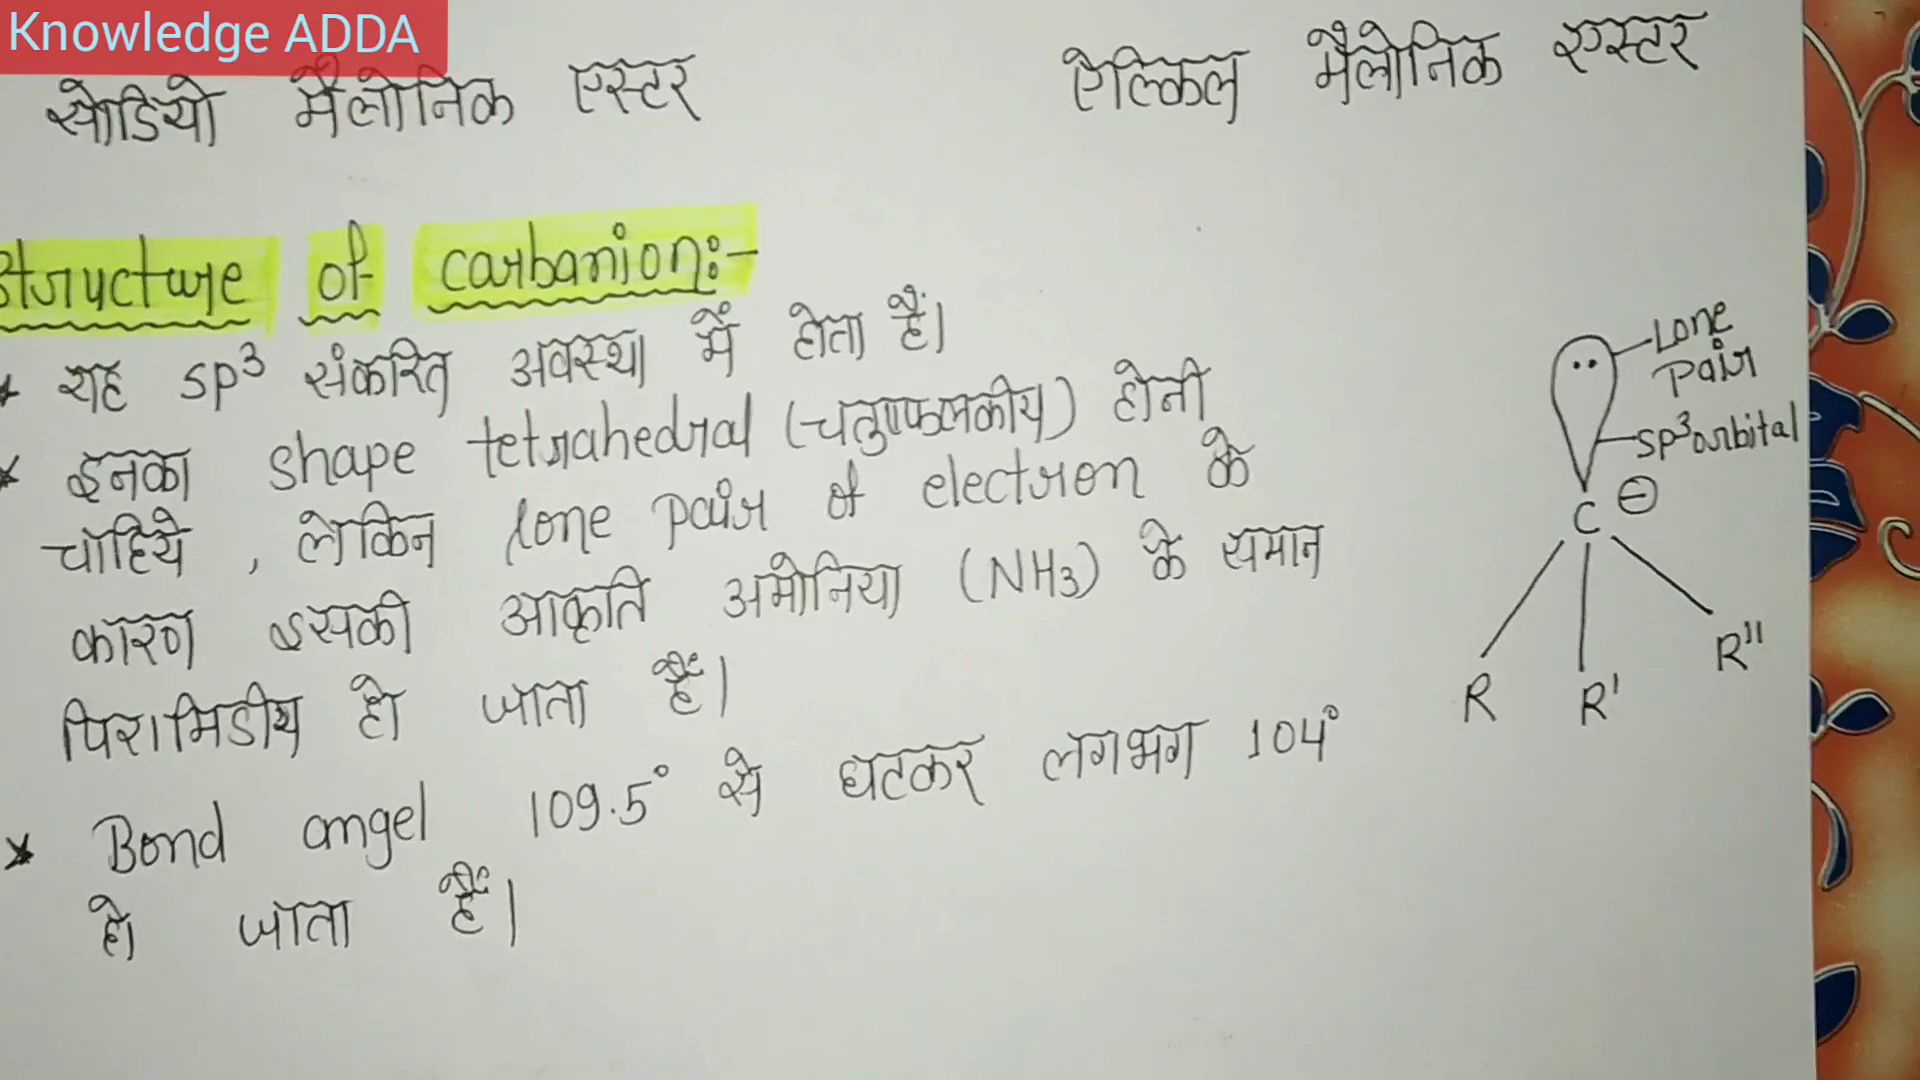 Knowledge ADDA
सोडियो मैलोनिक एस्टर
ऐल्किल मैलोनिक एस्टर
Structure of carbanion:-
* यह sp³ संकरित अवस्था में होता है।
* इनका shape tetrahedral (चतुष्फलकीय) होनी
चाहिये , लेकिन lone pair of electron के
कारण इसकी आकृति अमोनिया (NH₃) के समान
पिरामिडीय हो जाता हैं।
* Bond angel 109.5° से घटकर लगभग 104°
हो जाता हैं।
Lone
pair
sp³ orbital
C ⊖
R R' R"